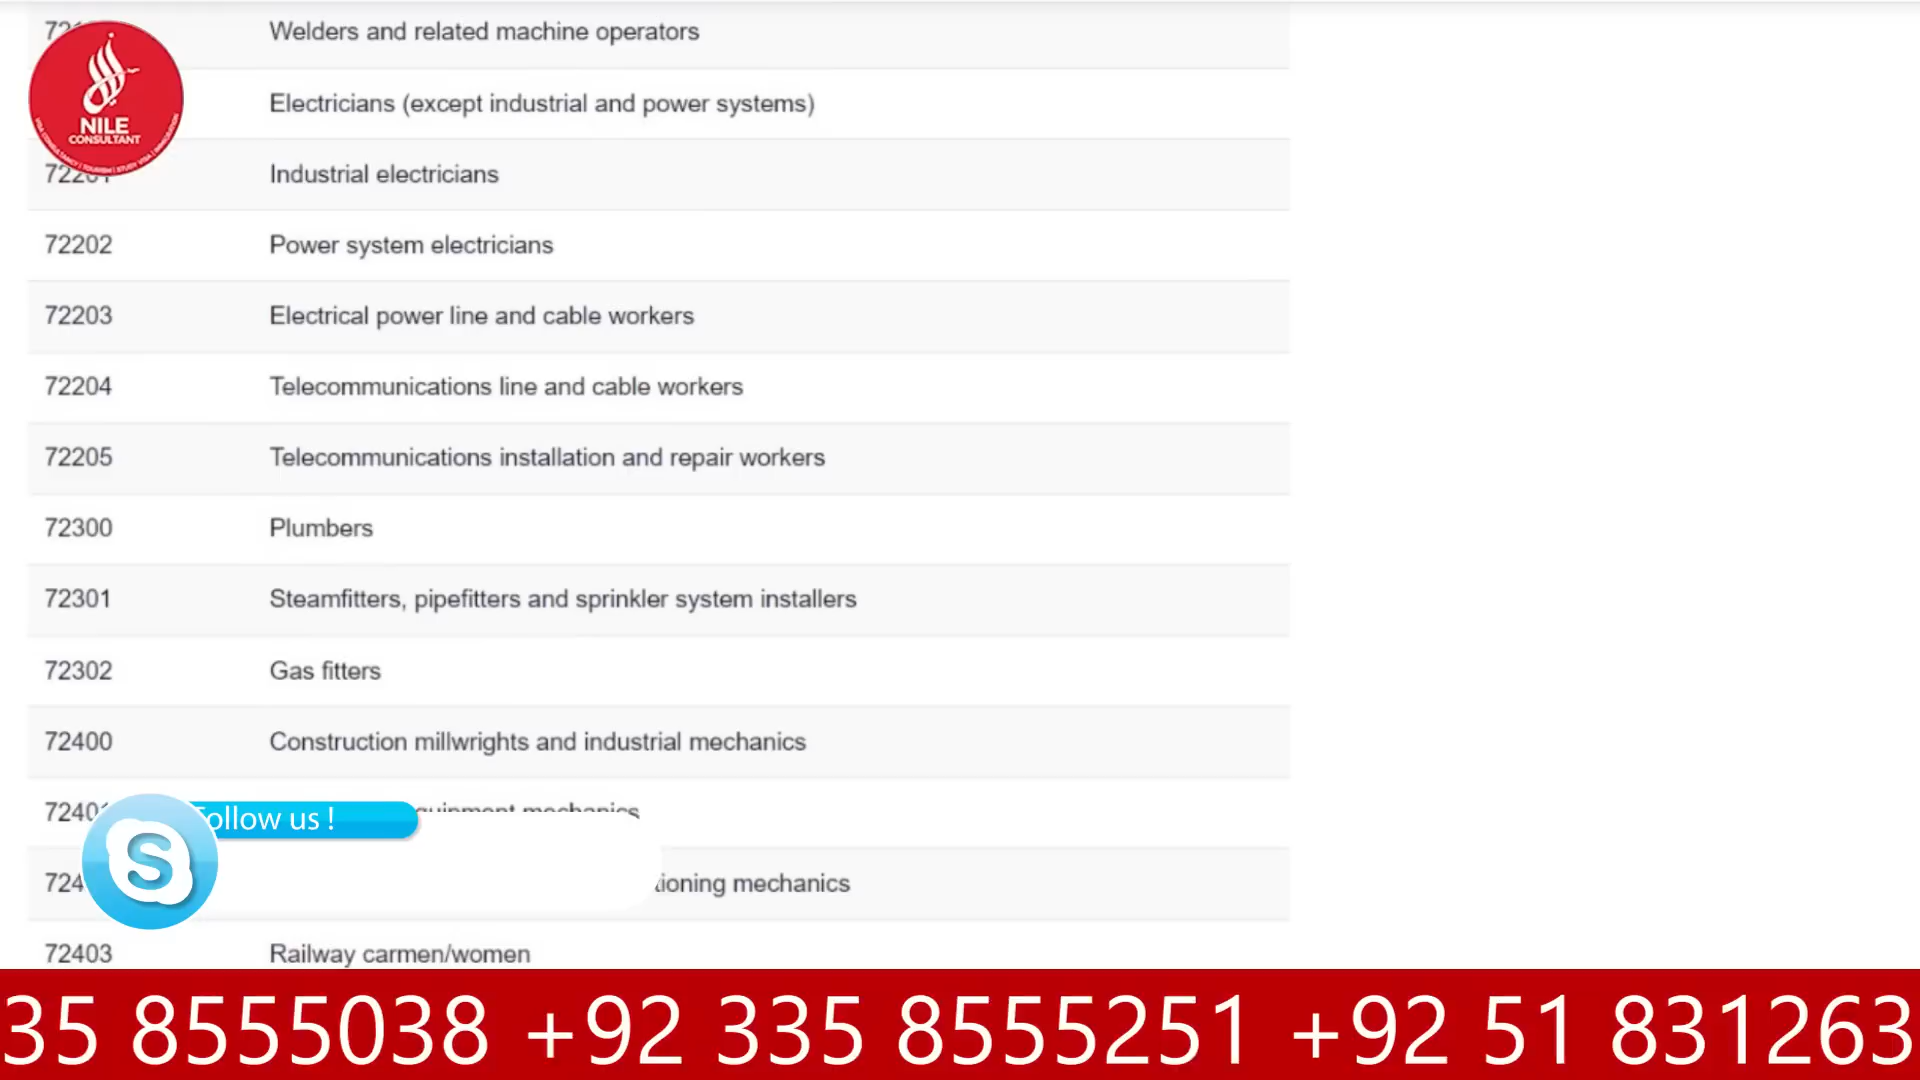 Welders and related machine operators
Electricians (except industrial and power systems)
NILE
CONSULTANT
Industrial electricians
72202 Power system electricians
72203 Electrical power line and cable workers
72204 Telecommunications line and cable workers
72205 Telecommunications installation and repair workers
72300 Plumbers
72301 Steamfitters, pipefitters and sprinkler system installers
72302 Gas fitters
72400 Construction millwrights and industrial mechanics
mechanics
Follow us !
mechanics
72403 Railway carmen/women
35 8555038 +92 335 8555251 +92 51 831263